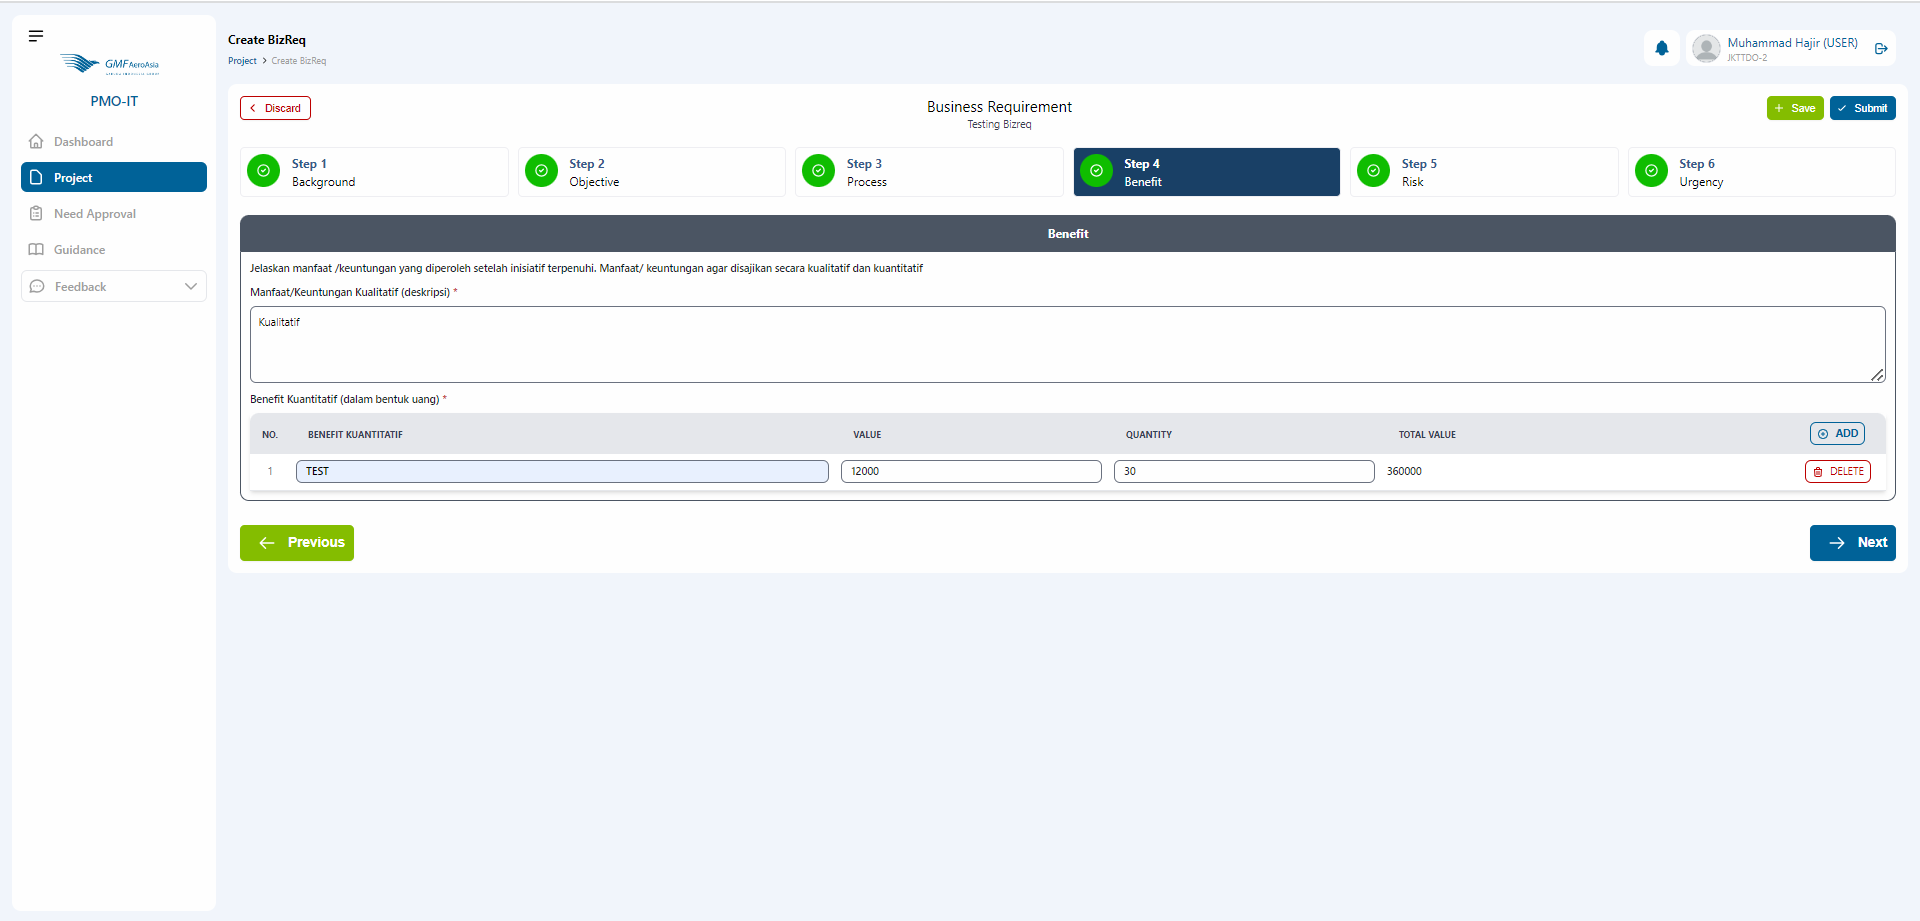 Create BizReq
Project > Create BizReq
Muhammad Hajir (USER)
JKTTDO-2
GMF AeroAsia
PMO-IT
Dashboard
Project
Need Approval
Guidance
Feedback
Discard
Business Requirement
Testing Bizreq
Save
Submit
Step 1
Background
Step 2
Objective
Step 3
Process
Step 4
Benefit
Step 5
Risk
Step 6
Urgency
Benefit
Jelaskan manfaat /keuntungan yang diperoleh setelah inisiatif terpenuhi. Manfaat/ keuntungan agar disajikan secara kualitatif dan kuantitatif
Manfaat/Keuntungan Kualitatif (deskripsi) *
Kualitatif
Benefit Kuantitatif (dalam bentuk uang) *
NO. BENEFIT KUANTITATIF VALUE QUANTITY TOTAL VALUE ADD
1 TEST 12000 30 360000 DELETE
Previous
Next